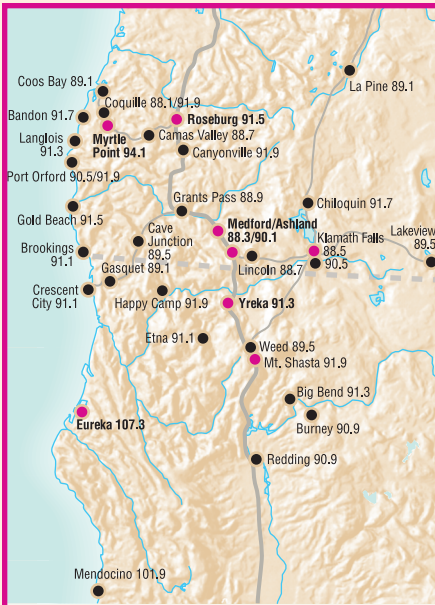 Coos Bay 89.1
La Pine 89.1
Coquille 88.1/91.9
Bandon 91.7
Roseburg 91.5
Langlois
91.3
Myrtle
Point 94.1
Camas Valley 88.7
Canyonville 91.9
Port Orford 90.5/91.9
Grants Pass 88.9
Chiloquin 91.7
Gold Beach 91.5
Cave
Junction
89.5
Medford/Ashland
88.3/90.1
Klamath Falls
88.5
90.5
Lakeview
89.5
Brookings
91.1
Gasquet 89.1
Lincoln 88.7
Crescent
City 91.1
Happy Camp 91.9
Yreka 91.3
Etna 91.1
Weed 89.5
Mt. Shasta 91.9
Big Bend 91.3
Burney 90.9
Eureka 107.3
Redding 90.9
Mendocino 101.9